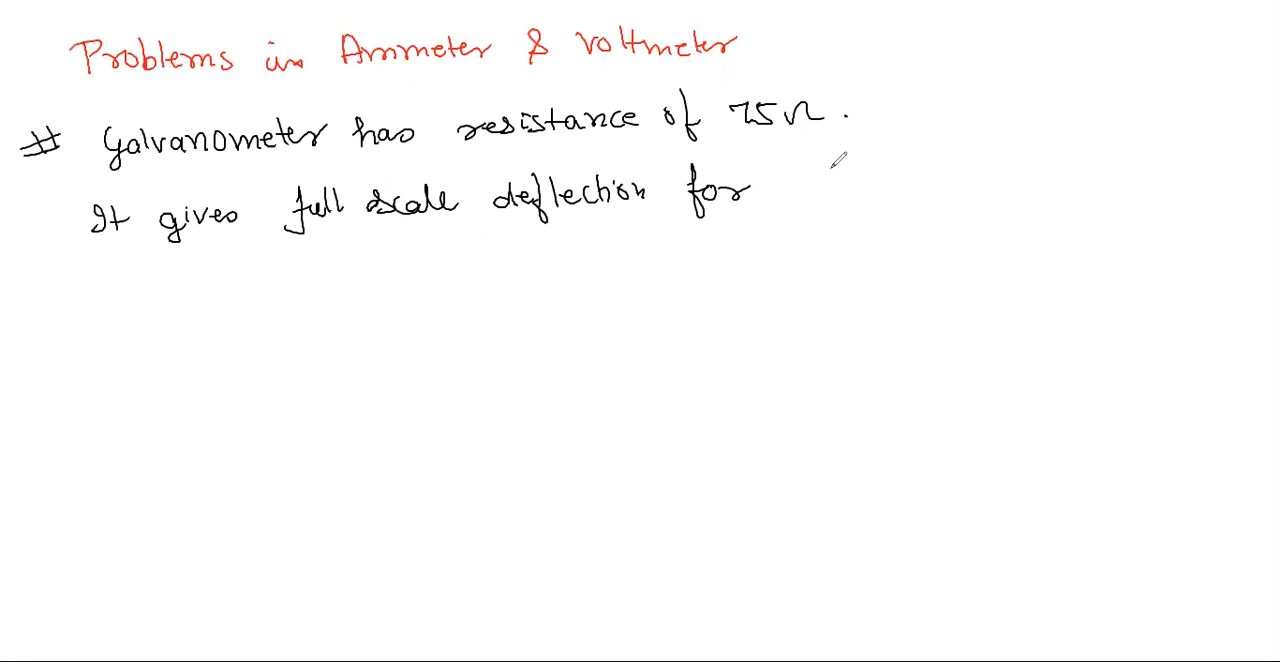 Problems in Ammeter & Voltmeter
# Galvanometer has resistance of 75Ω.
It gives full scale deflection for